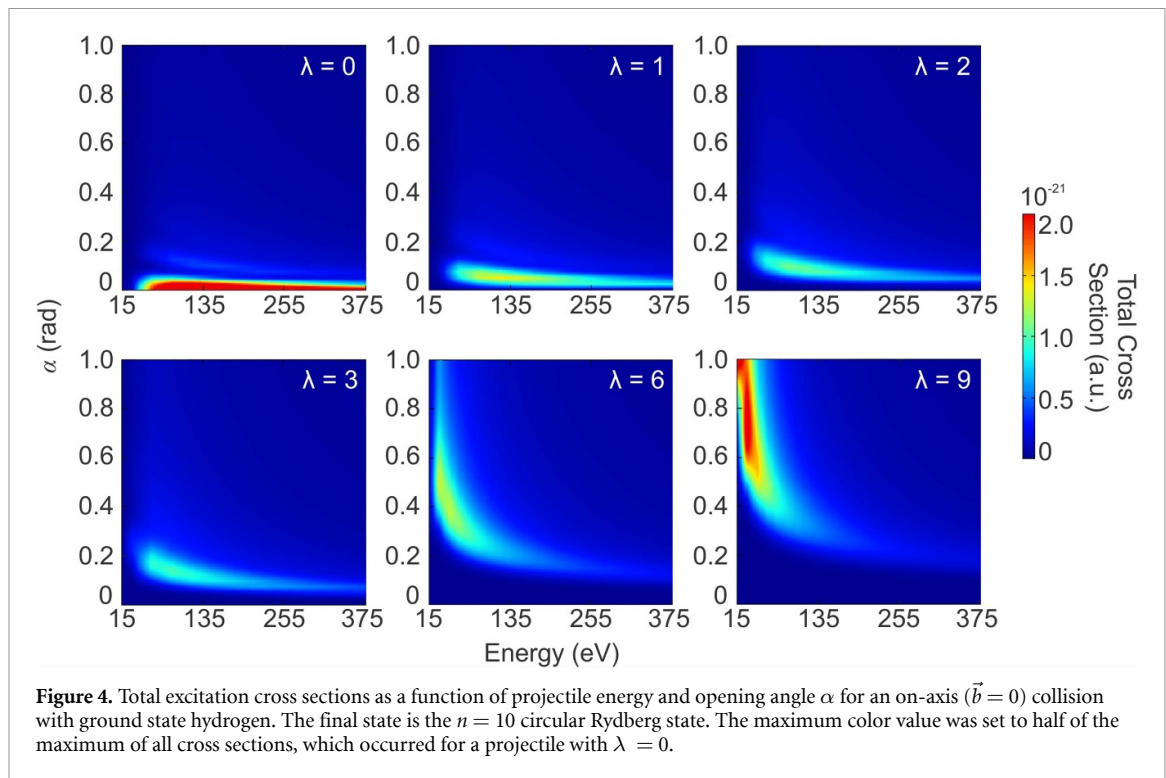 1.0 1.0 1.0
λ = 0 λ = 1 λ = 2
0.8 0.8 0.8
0.6 0.6 0.6
0.4 0.4 0.4
0.2 0.2 0.2
0 0 0
15 135 255 375 15 135 255 375 15 135 255 375
α (rad)
1.0 1.0 1.0
λ = 3 λ = 6 λ = 9
0.8 0.8 0.8
0.6 0.6 0.6
0.4 0.4 0.4
0.2 0.2 0.2
0 0 0
15 135 255 375 15 135 255 375 15 135 255 375
Energy (eV)
10⁻²¹
2.0
1.5
1.0
0.5
0
Total Cross
Section (a.u.)
Figure 4. Total excitation cross sections as a function of projectile energy and opening angle α for an on-axis (b⃗ = 0) collision
with ground state hydrogen. The final state is the n = 10 circular Rydberg state. The maximum color value was set to half of the
maximum of all cross sections, which occurred for a projectile with λ = 0.